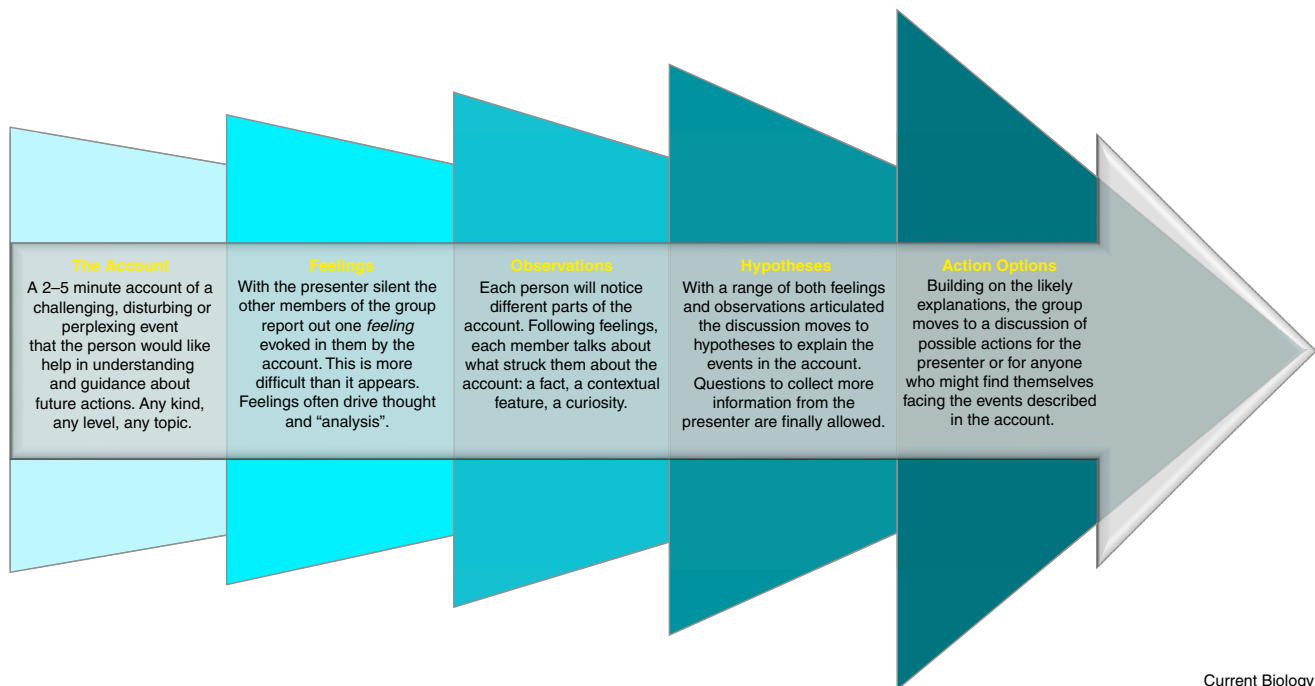 The Account
A 2–5 minute account of a
challenging, disturbing or
perplexing event
that the person would like
help in understanding
and guidance about
future actions. Any kind,
any level, any topic.
Feelings
With the presenter silent the
other members of the group
report out one feeling
evoked in them by the
account. This is more
difficult than it appears.
Feelings often drive thought
and “analysis”.
Observations
Each person will notice
different parts of the
account. Following feelings,
each member talks about
what struck them about the
account: a fact, a contextual
feature, a curiosity.
Hypotheses
With a range of both feelings
and observations articulated
the discussion moves to
hypotheses to explain the
events in the account.
Questions to collect more
information from the
presenter are finally allowed.
Action Options
Building on the likely
explanations, the group
moves to a discussion of
possible actions for the
presenter or for anyone
who might find themselves
facing the events described
in the account.
Current Biology